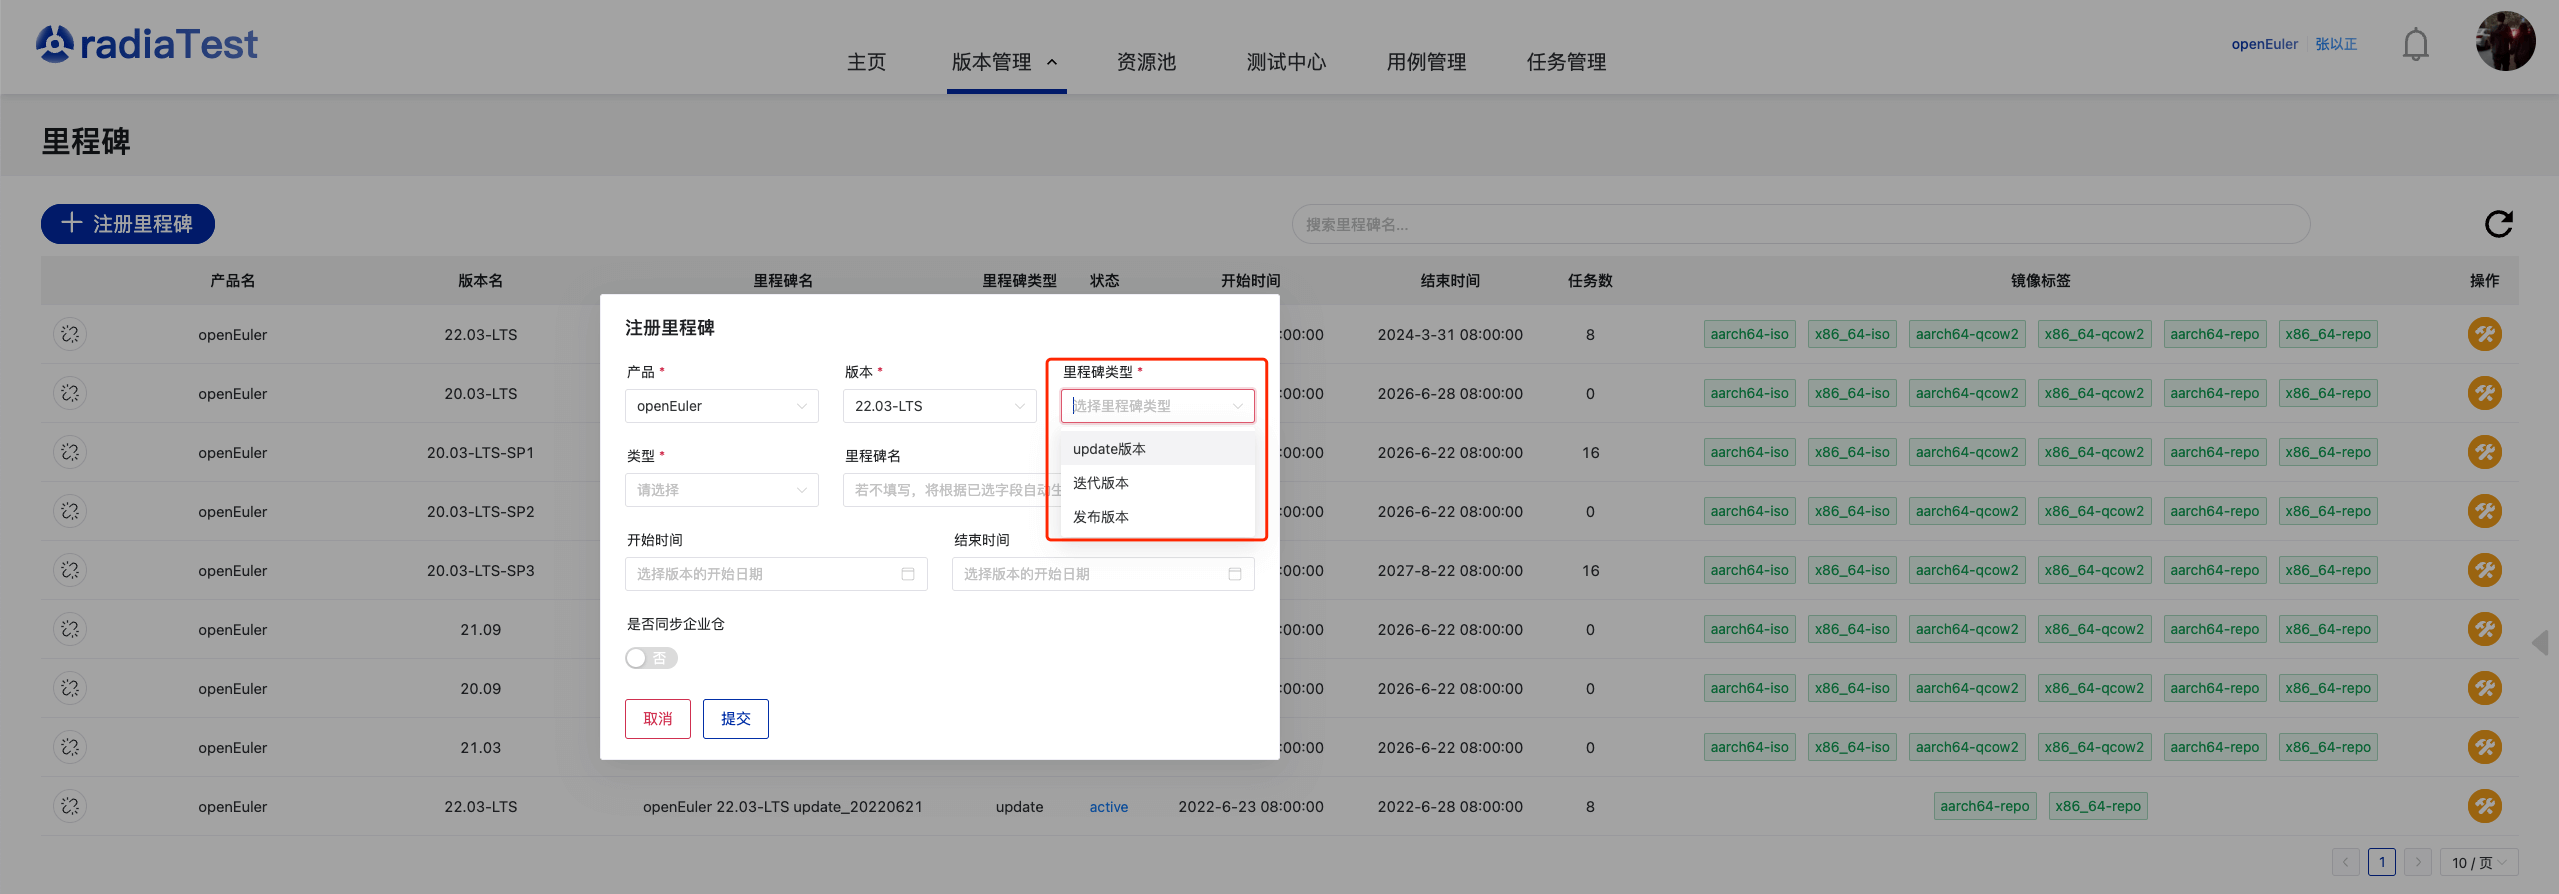 radiaTest
主页 版本管理 资源池 测试中心 用例管理 任务管理
openEuler 张以正
里程碑
注册里程碑
搜索里程碑名...
产品名 版本名 里程碑名 里程碑类型 状态 开始时间 结束时间 任务数 镜像标签 操作
openEuler 22.03-LTS :00:00 2024-3-31 08:00:00 8 aarch64-iso x86_64-iso aarch64-qcow2 x86_64-qcow2 aarch64-repo x86_64-repo
openEuler 20.03-LTS :00:00 2026-6-28 08:00:00 0 aarch64-iso x86_64-iso aarch64-qcow2 x86_64-qcow2 aarch64-repo x86_64-repo
openEuler 20.03-LTS-SP1 :00:00 2026-6-22 08:00:00 16 aarch64-iso x86_64-iso aarch64-qcow2 x86_64-qcow2 aarch64-repo x86_64-repo
openEuler 20.03-LTS-SP2 :00:00 2026-6-22 08:00:00 0 aarch64-iso x86_64-iso aarch64-qcow2 x86_64-qcow2 aarch64-repo x86_64-repo
openEuler 20.03-LTS-SP3 :00:00 2027-8-22 08:00:00 16 aarch64-iso x86_64-iso aarch64-qcow2 x86_64-qcow2 aarch64-repo x86_64-repo
openEuler 21.09 :00:00 2026-6-22 08:00:00 0 aarch64-iso x86_64-iso aarch64-qcow2 x86_64-qcow2 aarch64-repo x86_64-repo
openEuler 20.09 :00:00 2026-6-22 08:00:00 0 aarch64-iso x86_64-iso aarch64-qcow2 x86_64-qcow2 aarch64-repo x86_64-repo
openEuler 21.03 :00:00 2026-6-22 08:00:00 0 aarch64-iso x86_64-iso aarch64-qcow2 x86_64-qcow2 aarch64-repo x86_64-repo
openEuler 22.03-LTS openEuler 22.03-LTS update_20220621 update active 2022-6-23 08:00:00 2022-6-28 08:00:00 8 aarch64-repo x86_64-repo
1 10 / 页
注册里程碑
产品 * 版本 * 里程碑类型 *
openEuler 22.03-LTS 选择里程碑类型
update版本
迭代版本
发布版本
类型 * 里程碑名
请选择 若不填写，将根据已选字段自动生
开始时间 结束时间
选择版本的开始日期 选择版本的开始日期
是否同步企业仓
否
取消 提交